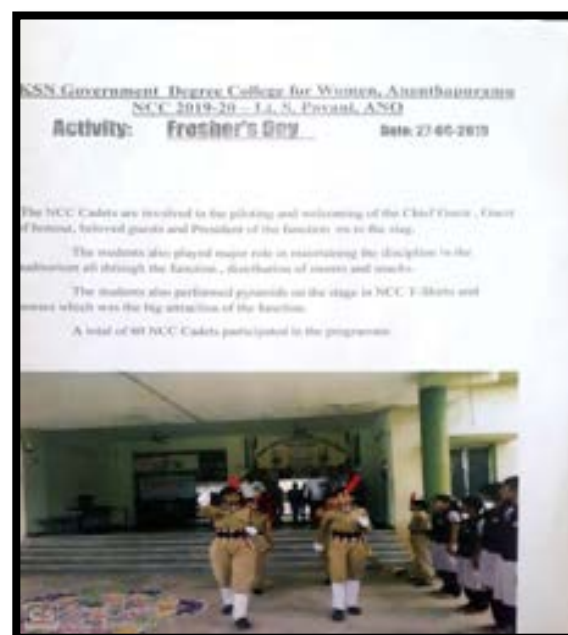 KSN Government Degree College for Women, Ananthapuramu
NCC 2019-20 – Lt. S. Pavani, ANO
Activity: Fresher's Day Date: 27-06-2019
The NCC Cadets are involved in the piloting and welcoming of the Chief Guest , Guest
of honour, beloved guests and President of the function on to the stag.
The students also played major role in maintaining the discipline in the
auditorium all through the function , distribution of and snacks.
The students also performed pyramids on the stage in NCC T-Shirts and
which was the big attraction of the function.
A total of 60 NCC Cadets participated in the programme.